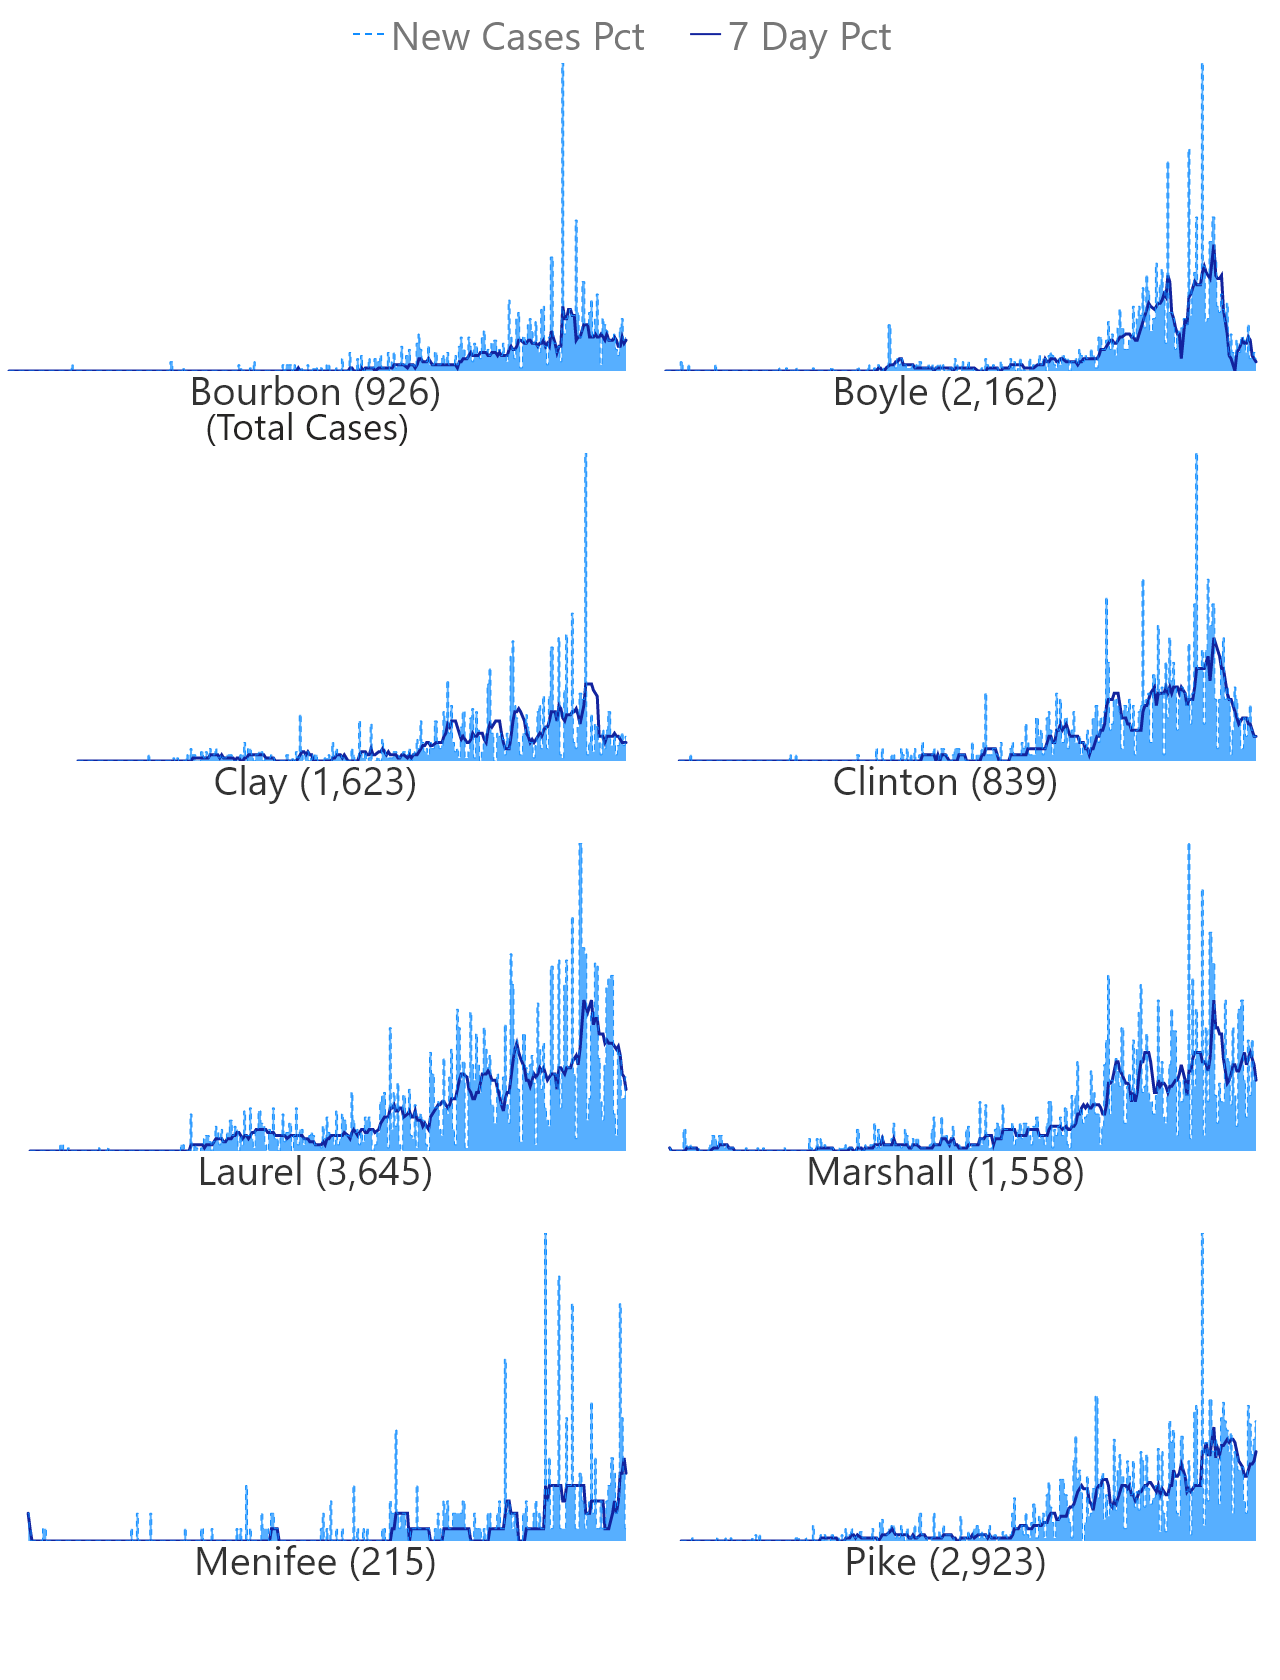 New Cases Pct 7 Day Pct
Bourbon (926) Boyle (2,162)
(Total Cases)
Clay (1,623) Clinton (839)
Laurel (3,645) Marshall (1,558)
Menifee (215) Pike (2,923)